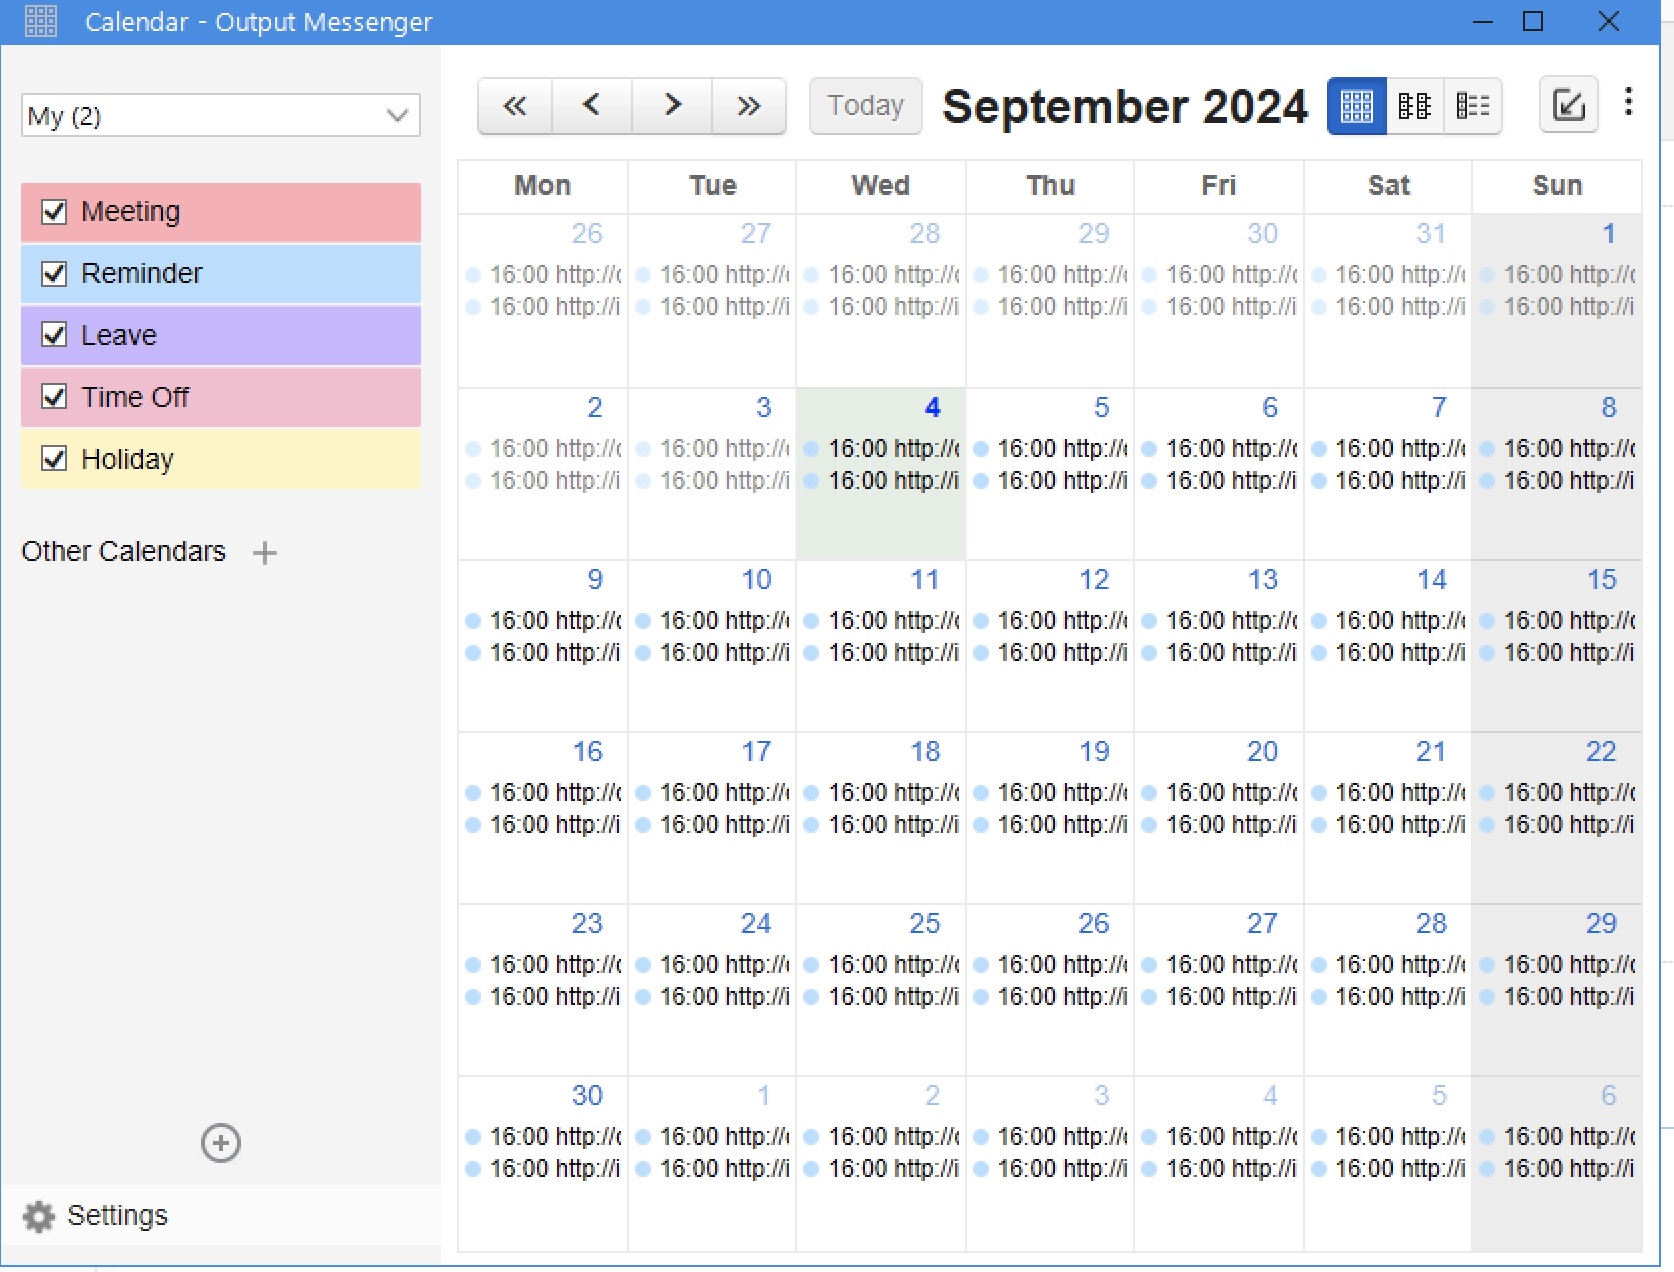 Calendar - Output Messenger
My (2)
Meeting
Reminder
Leave
Time Off
Holiday
Other Calendars
Settings
Today
September 2024
Mon Tue Wed Thu Fri Sat Sun
26 27 28 29 30 31 1
16:00 http:// 16:00 http:// 16:00 http:// 16:00 http:// 16:00 http:// 16:00 http:// 16:00 http://
16:00 http://i 16:00 http://i 16:00 http://i 16:00 http://i 16:00 http://i 16:00 http://i 16:00 http://i
2 3 4 5 6 7 8
16:00 http:// 16:00 http:// 16:00 http:// 16:00 http:// 16:00 http:// 16:00 http:// 16:00 http://
16:00 http://i 16:00 http://i 16:00 http://i 16:00 http://i 16:00 http://i 16:00 http://i 16:00 http://i
9 10 11 12 13 14 15
16:00 http:// 16:00 http:// 16:00 http:// 16:00 http:// 16:00 http:// 16:00 http:// 16:00 http://
16:00 http://i 16:00 http://i 16:00 http://i 16:00 http://i 16:00 http://i 16:00 http://i 16:00 http://i
16 17 18 19 20 21 22
16:00 http:// 16:00 http:// 16:00 http:// 16:00 http:// 16:00 http:// 16:00 http:// 16:00 http://
16:00 http://i 16:00 http://i 16:00 http://i 16:00 http://i 16:00 http://i 16:00 http://i 16:00 http://i
23 24 25 26 27 28 29
16:00 http:// 16:00 http:// 16:00 http:// 16:00 http:// 16:00 http:// 16:00 http:// 16:00 http://
16:00 http://i 16:00 http://i 16:00 http://i 16:00 http://i 16:00 http://i 16:00 http://i 16:00 http://i
30 1 2 3 4 5 6
16:00 http:// 16:00 http:// 16:00 http:// 16:00 http:// 16:00 http:// 16:00 http:// 16:00 http://
16:00 http://i 16:00 http://i 16:00 http://i 16:00 http://i 16:00 http://i 16:00 http://i 16:00 http://i